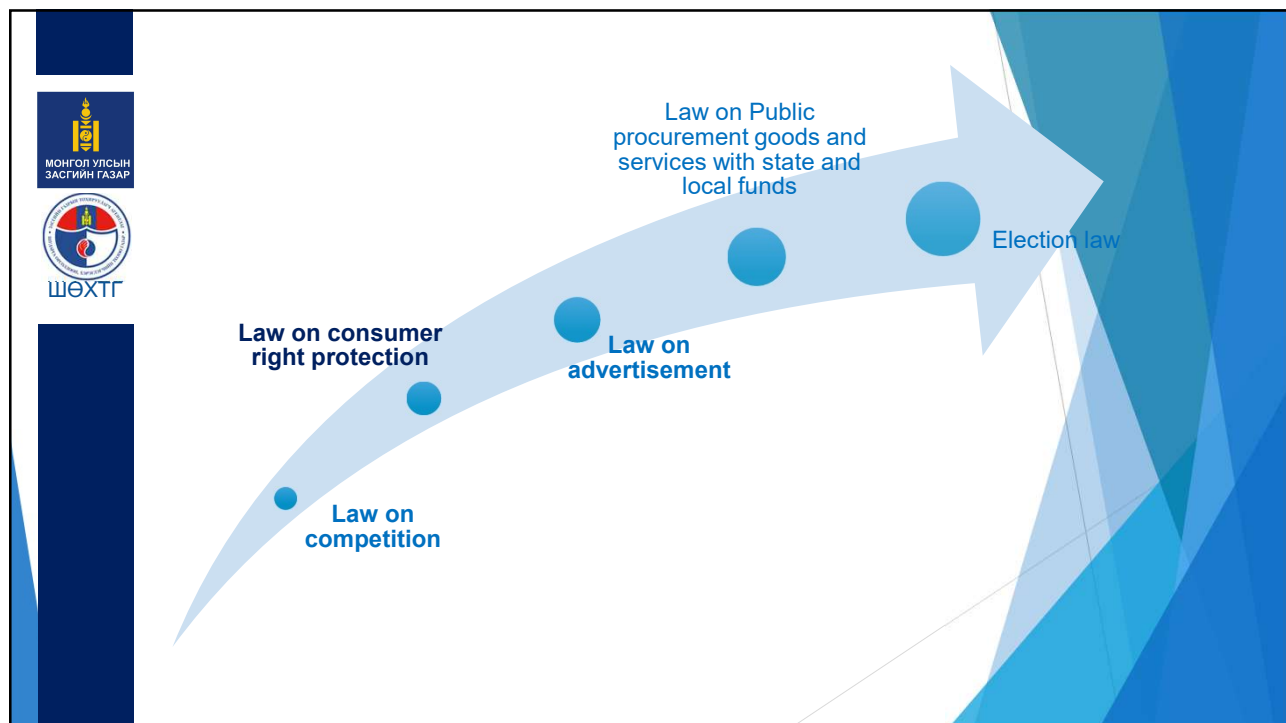 МОНГОЛ УЛСЫН
ЗАСГИЙН ГАЗАР
ШӨХТГ
Law on Public
procurement goods and
services with state and
local funds
Election law
Law on consumer
right protection
Law on
advertisement
Law on
competition